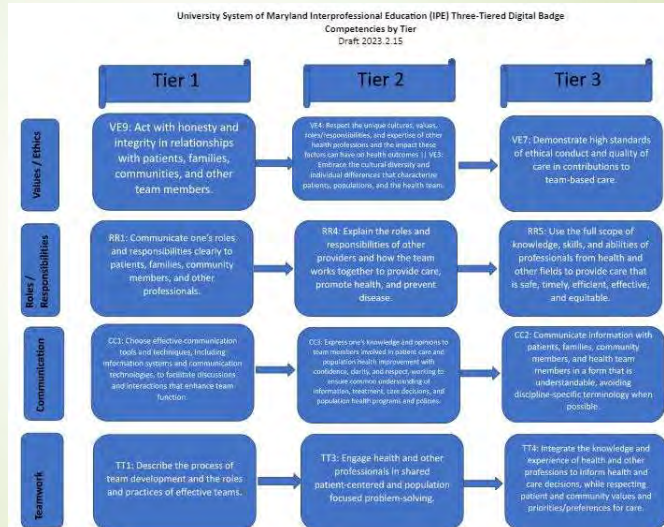 University System of Maryland Interprofessional Education (IPE) Three-Tiered Digital Badge
Competencies by Tier
Draft 2023.2.15
Tier 1
Tier 2
Tier 3
Values / Ethics
VE9: Act with honesty and
integrity in relationships
with patients, families,
communities, and other
team members.
VE4: Respect the unique cultures, values,
roles/responsibilities, and expertise of other
health professions and the impact these
factors can have on health outcomes || VE3:
Embrace the cultural diversity and
individual differences that characterize
patients, populations, and the health team.
VE7: Demonstrate high standards
of ethical conduct and quality of
care in contributions to
team-based care.
Roles /
Responsibilities
RR1: Communicate one's roles
and responsibilities clearly to
patients, families, community
members, and other
professionals.
RR4: Explain the roles and
responsibilities of other
providers and how the team
works together to provide care,
promote health, and prevent
disease.
RR5: Use the full scope of
knowledge, skills, and abilities of
professionals from health and
other fields to provide care that
is safe, timely, efficient, effective,
and equitable.
Communication
CC1: Choose effective communication
tools and techniques, including
information systems and communication
technologies, to facilitate discussions
and interactions that enhance team
function.
CC3: Express one's knowledge and opinions to
team members involved in patient care and
population health improvement with
confidence, clarity, and respect, working to
ensure common understanding of
information, treatment, care decisions, and
population health programs and policies.
CC2: Communicate information with
patients, families, community
members, and health team
members in a form that is
understandable, avoiding
discipline-specific terminology when
possible.
Teamwork
TT1: Describe the process of
team development and the roles
and practices of effective teams.
TT3: Engage health and other
professionals in shared
patient-centered and population
focused problem-solving.
TT4: Integrate the knowledge and
experience of health and other
professions to inform health and
care decisions, while respecting
patient and community values and
priorities/preferences for care.